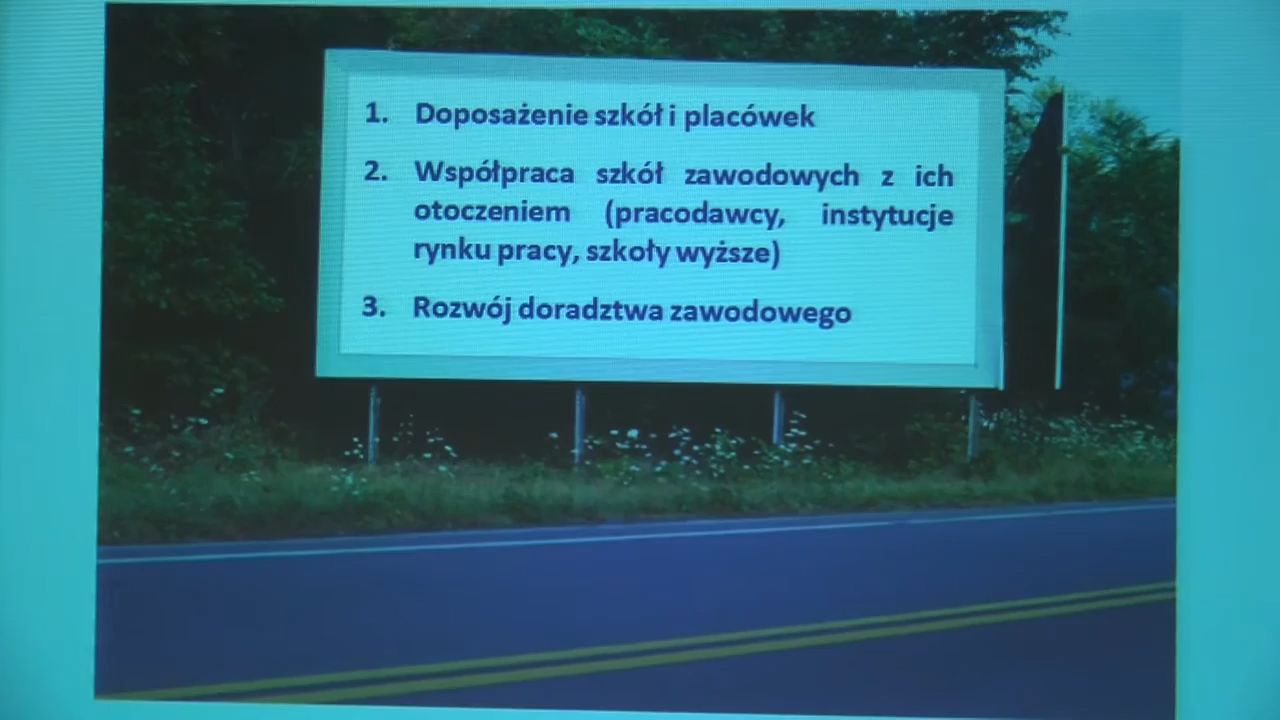 1. Doposażenie szkół i placówek
2. Współpraca szkół zawodowych z ich
otoczeniem (pracodawcy, instytucje
rynku pracy, szkoły wyższe)
3. Rozwój doradztwa zawodowego